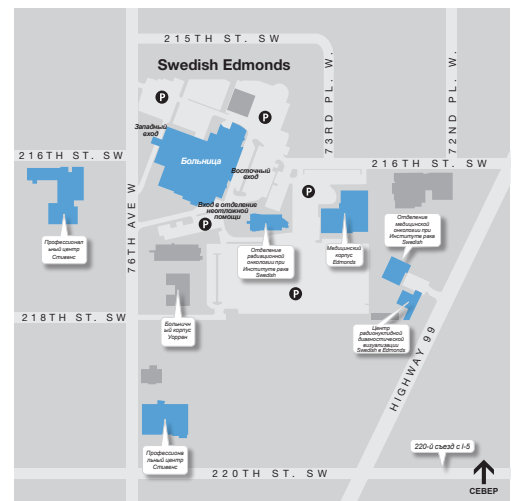 215TH ST. SW
Swedish Edmonds
73RD PL. W.
72ND PL. W.
P
P
Западный
вход
Больница
216TH ST. SW
Восточный
вход
216TH ST. SW
P
Вход в отделение
неотложной
помощи
P
76TH AVE W
Отделение
медицинской
онкологии при
Институте рака
Swedish
Профессионал
ьный центр
Стивенс
Отделение
радиационной
онкологии при
Институте рака
Swedish
Медицинский
корпус
Edmonds
P
218TH ST. SW
Больничн
ый корпус
Уоррен
Центр
радионуклидной
диагностической
визуализации
Swedish в Edmonds
HIGHWAY 99
Профессиона
льный центр
Стивенс
220-й съезд с I-5
220TH ST. SW
СЕВЕР